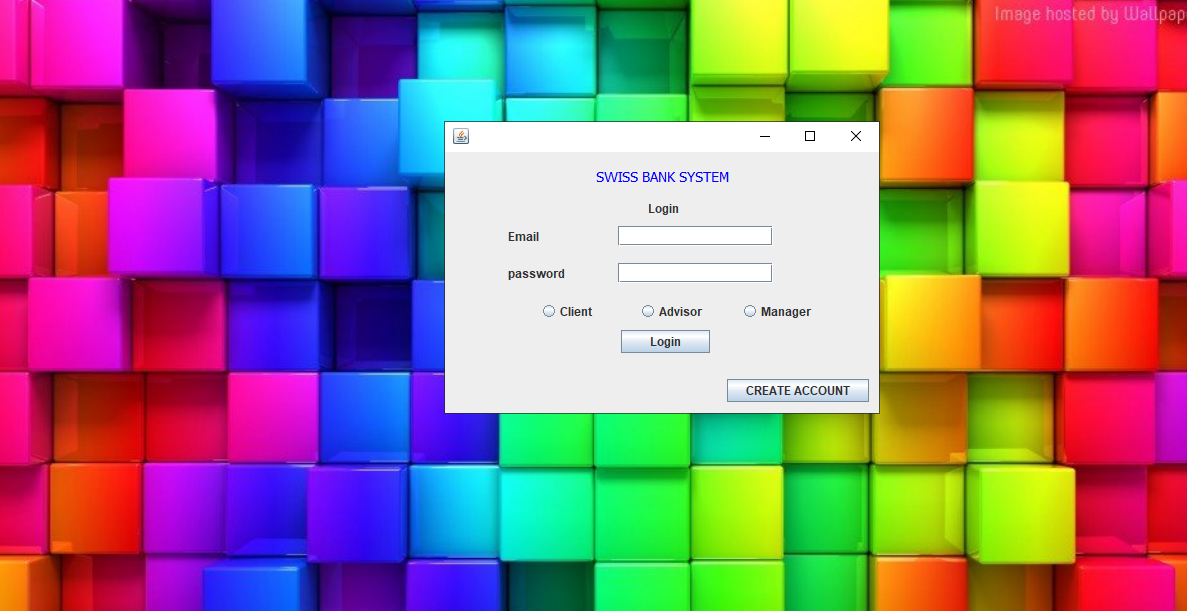 Image hosted by Wallpap
SWISS BANK SYSTEM
Login
Email
password
Client Advisor Manager
Login
CREATE ACCOUNT